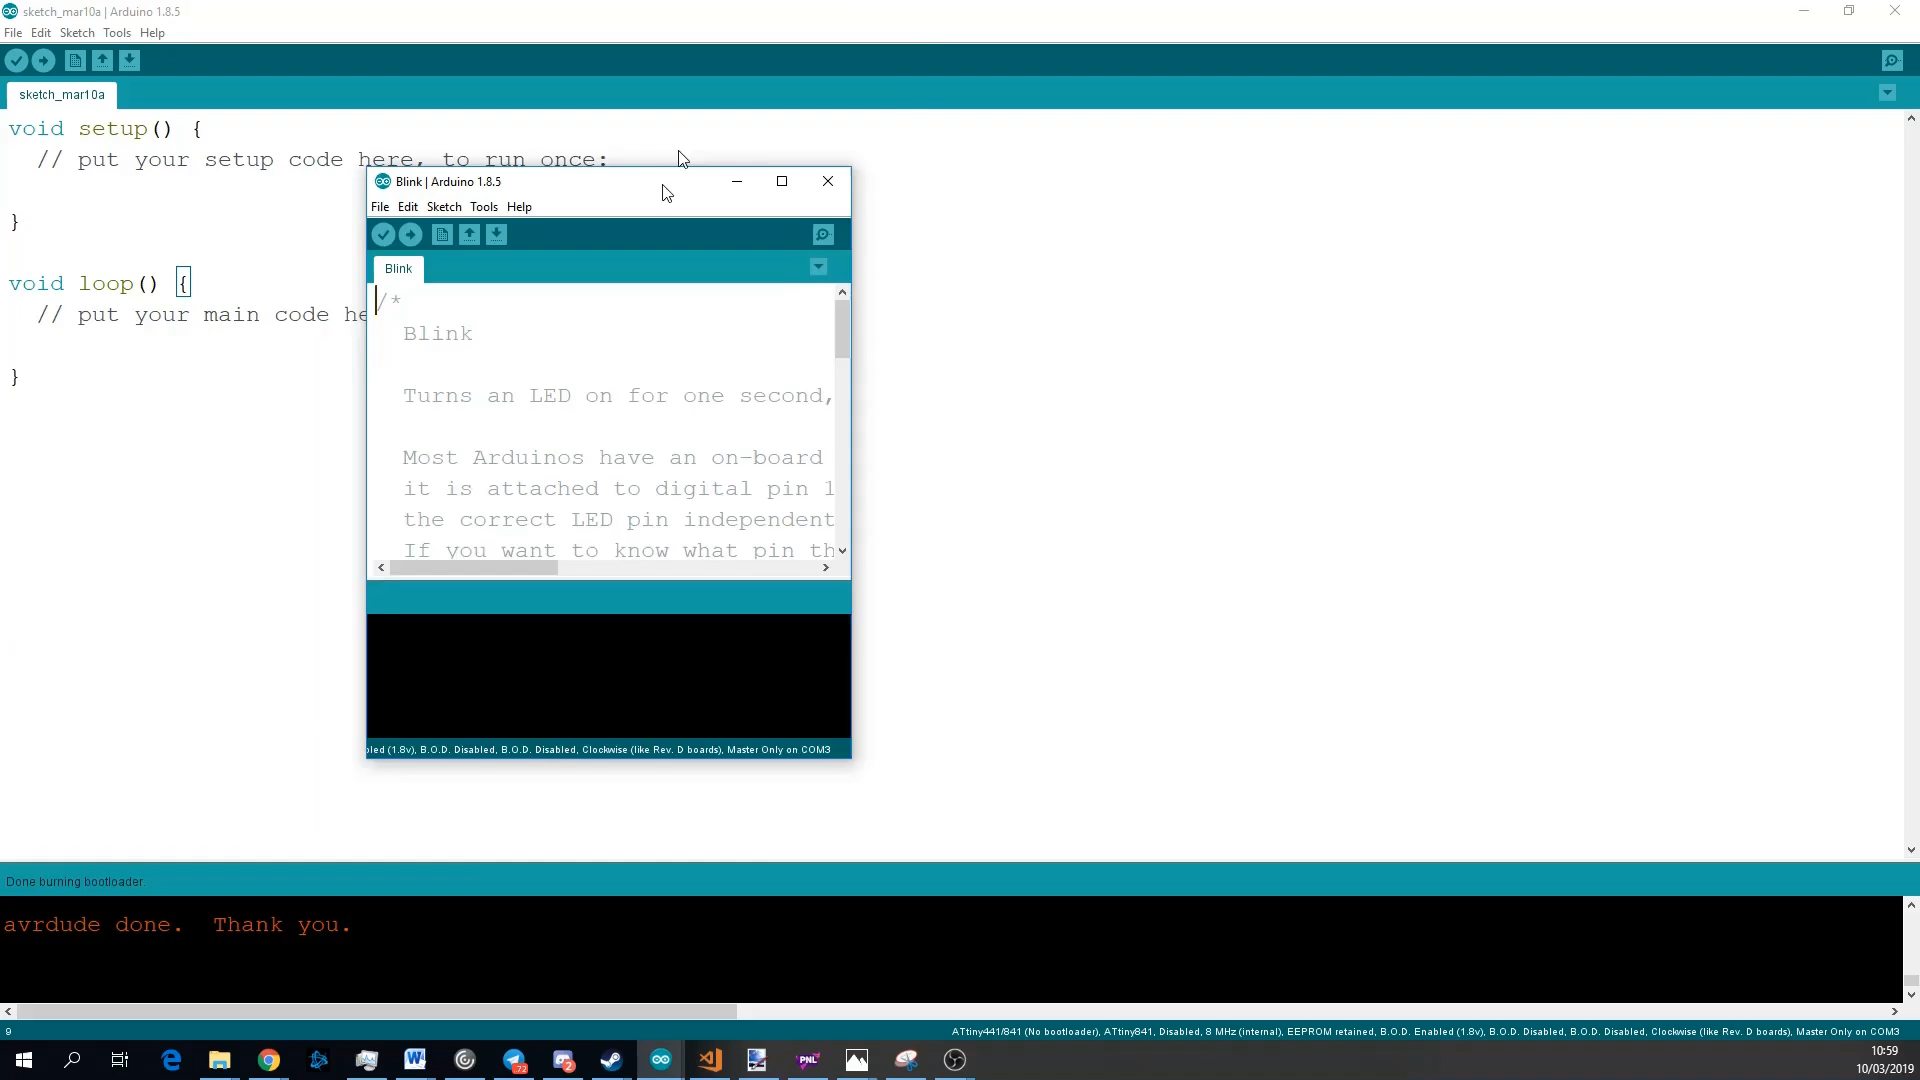 sketch_mar10a | Arduino 1.8.5
File Edit Sketch Tools Help
sketch_mar10a
void setup() {
// put your setup code here, to run once:
}
void loop() {
// put your main code he
}
Blink | Arduino 1.8.5
File Edit Sketch Tools Help
Blink
/*
Blink
Turns an LED on for one second,
Most Arduinos have an on-board
it is attached to digital pin 1
the correct LED pin independent
If you want to know what pin th
bled (1.8v), B.O.D. Disabled, B.O.D. Disabled, Clockwise (like Rev. D boards), Master Only on COM3
Done burning bootloader.
avrdude done.  Thank you.
9
ATtiny441/841 (No bootloader), ATtiny841, Disabled, 8 MHz (internal), EEPROM retained, B.O.D. Enabled (1.8v), B.O.D. Disabled, B.O.D. Disabled, Clockwise (like Rev. D boards), Master Only on COM3
72
2
PNL
10:59
10/03/2019